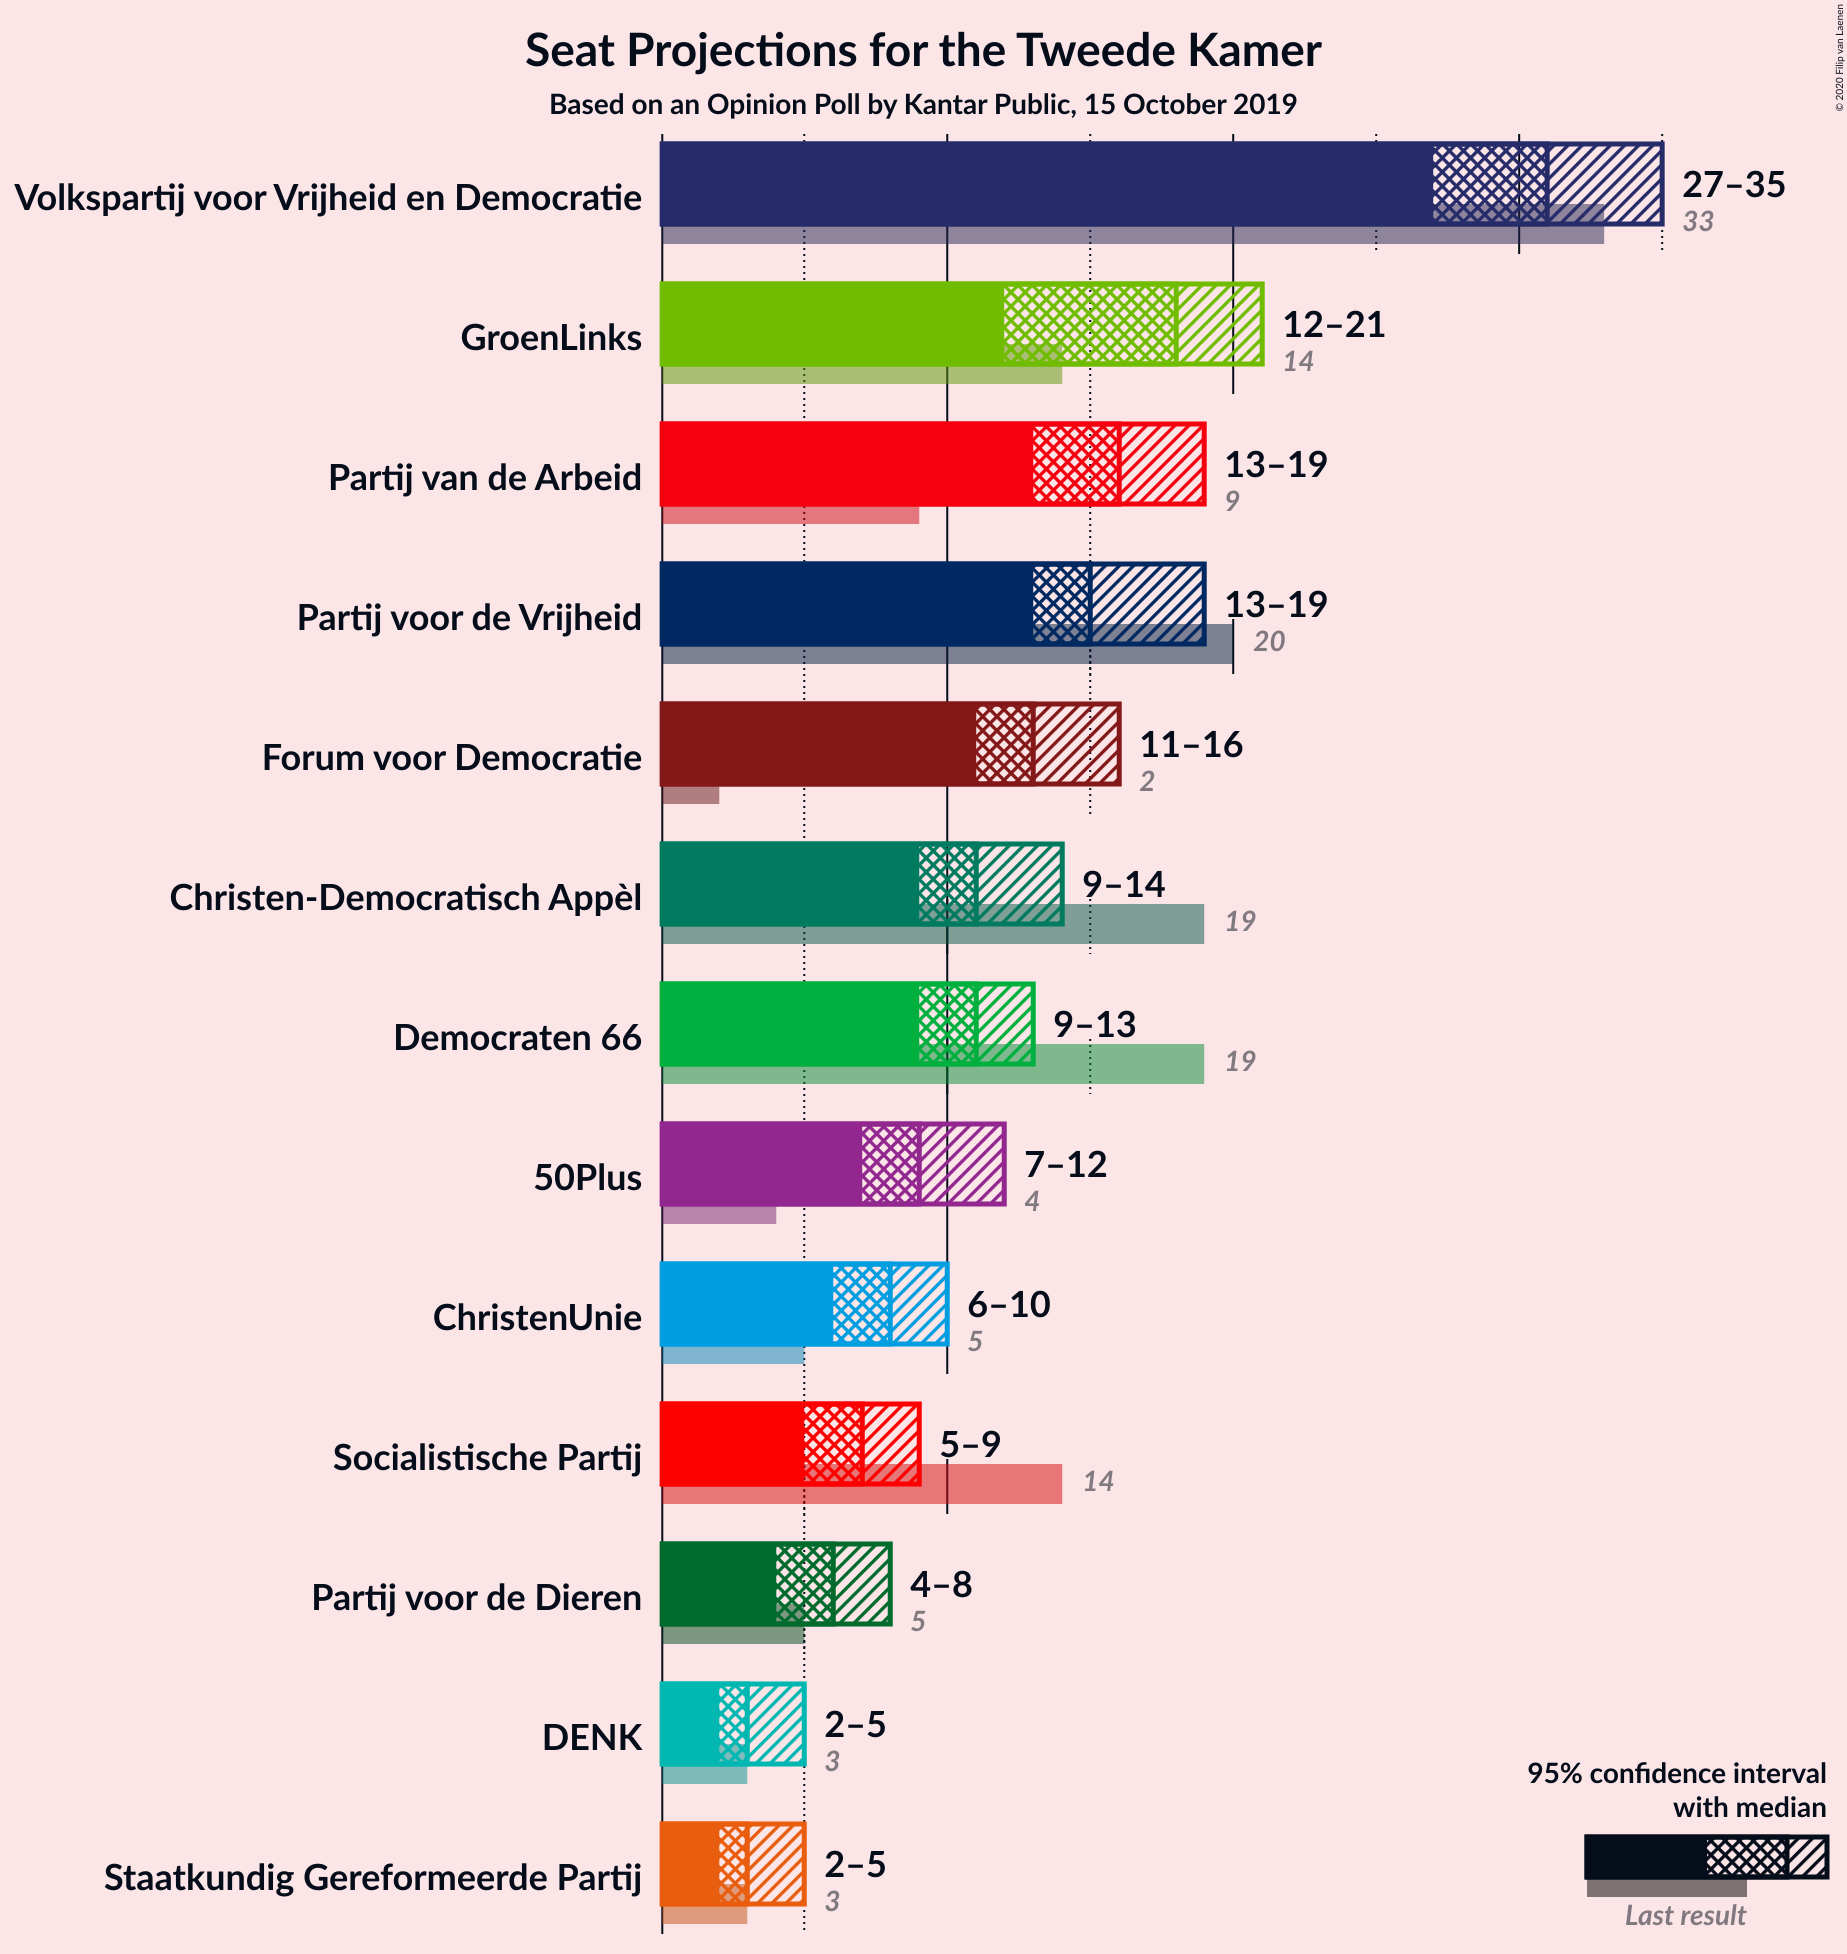 Seat Projections for the Tweede Kamer
Based on an Opinion Poll by Kantar Public, 15 October 2019
© 2020 Filip van Laenen
Volkspartij voor Vrijheid en Democratie
27–35
33
GroenLinks
12–21
14
Partij van de Arbeid
13–19
9
Partij voor de Vrijheid
13–19
20
Forum voor Democratie
11–16
2
Christen-Democratisch Appèl
9–14
19
Democraten 66
9–13
19
50Plus
7–12
4
ChristenUnie
6–10
5
Socialistische Partij
5–9
14
Partij voor de Dieren
4–8
5
DENK
2–5
3
Staatkundig Gereformeerde Partij
2–5
3
95% confidence interval
with median
Last result